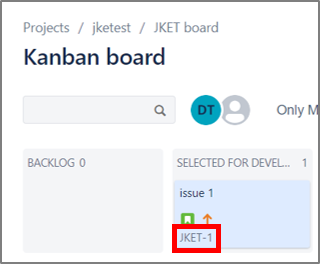 Projects / jketest / JKET board
Kanban board
DT Only M
BACKLOG 0
SELECTED FOR DEVEL... 1
issue 1
JKET-1